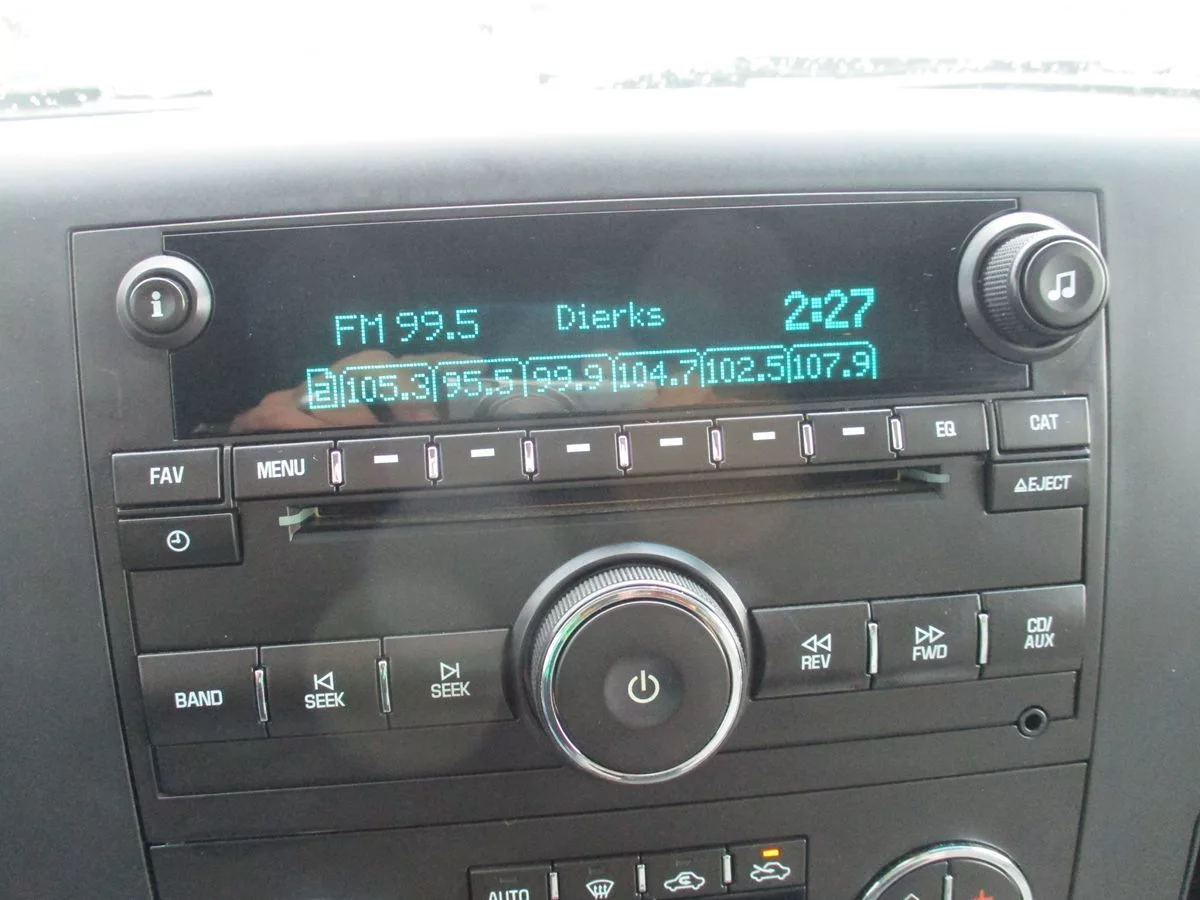 FM 99.5 Dierks 2:27
2 105.3 95.5 99.9 104.7 102.5 107.9
FAV MENU EQ CAT
EJECT
BAND SEEK SEEK REV FWD CD/
AUX
AUTO